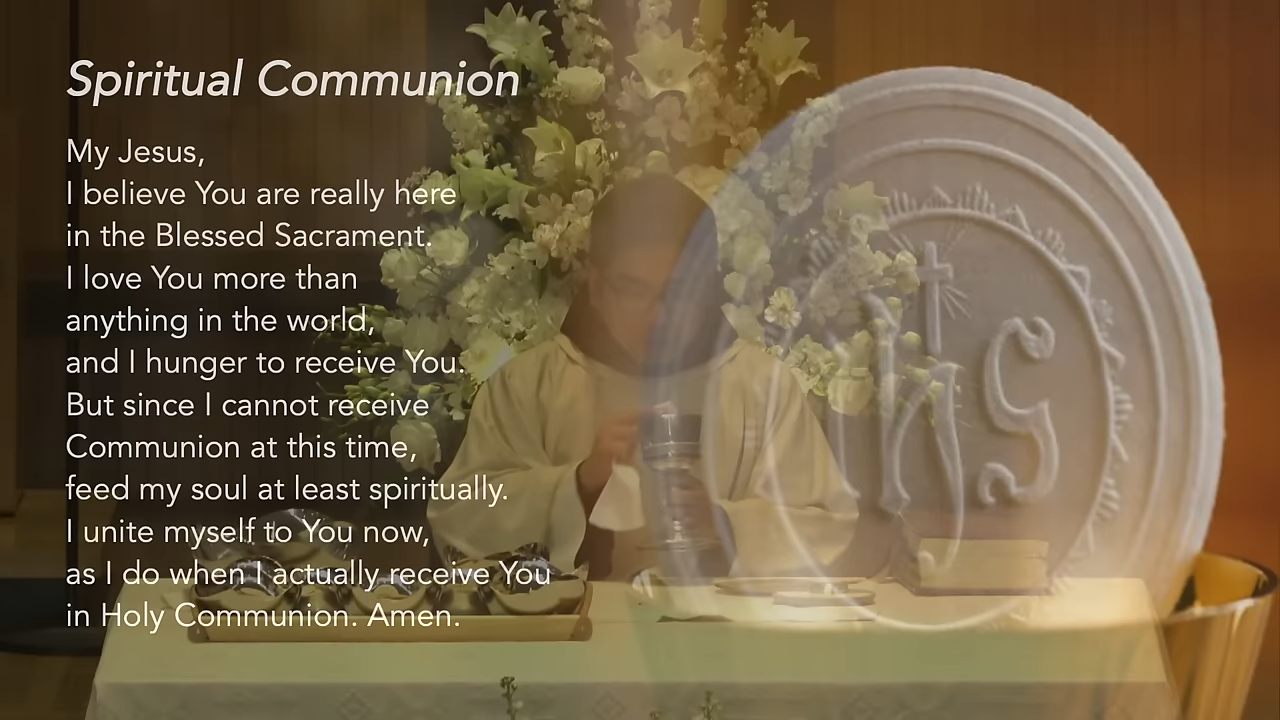 Spiritual Communion
My Jesus,
I believe You are really here
in the Blessed Sacrament.
I love You more than
anything in the world,
and I hunger to receive You.
But since I cannot receive
Communion at this time,
feed my soul at least spiritually.
I unite myself to You now,
as I do when I actually receive You
in Holy Communion. Amen.
IHS